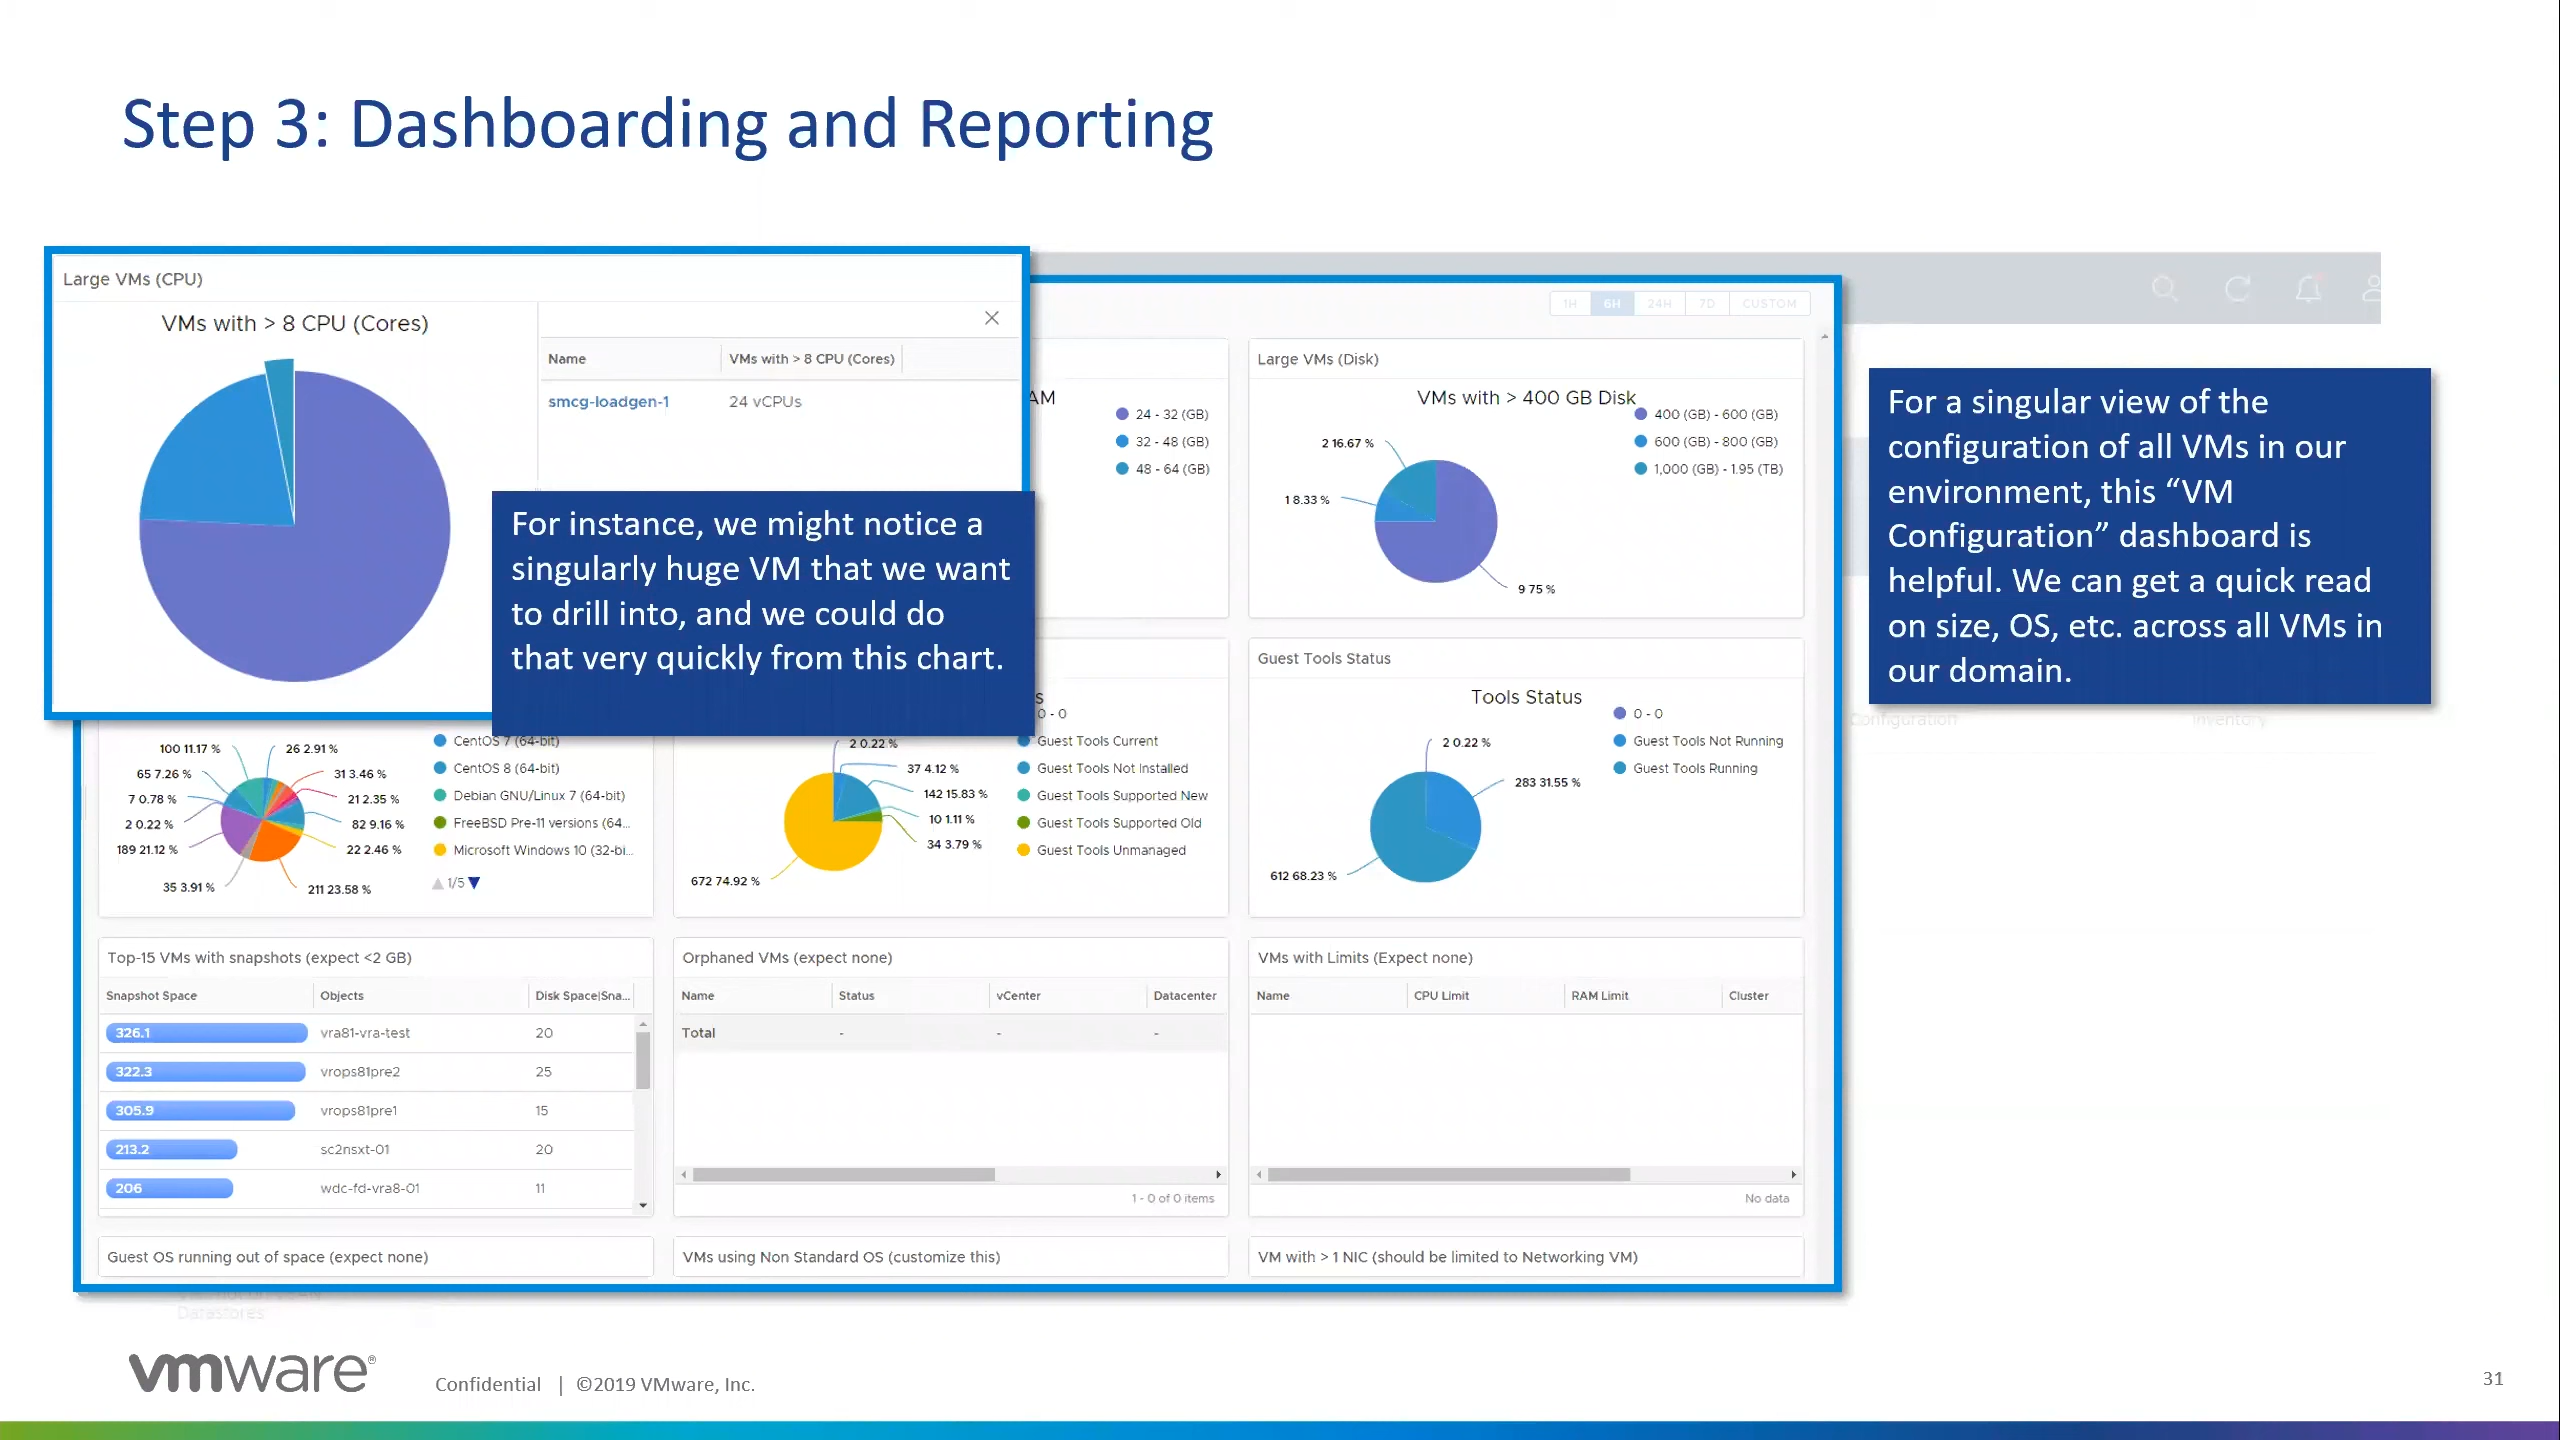 Step 3: Dashboarding and Reporting
Large VMs (CPU)
VMs with > 8 CPU (Cores)
Name
VMs with > 8 CPU (Cores)
smcg-loadgen-1
24 vCPUs
For instance, we might notice a
singularly huge VM that we want
to drill into, and we could do
that very quickly from this chart.
1H
6H
24H
7D
CUSTOM
24 - 32 (GB)
32 - 48 (GB)
48 - 64 (GB)
Large VMs (Disk)
VMs with > 400 GB Disk
400 (GB) - 600 (GB)
600 (GB) - 800 (GB)
1,000 (GB) - 1.95 (TB)
2 16.67 %
1 8.33 %
9 75 %
For a singular view of the
configuration of all VMs in our
environment, this “VM
Configuration” dashboard is
helpful. We can get a quick read
on size, OS, etc. across all VMs in
our domain.
Configuration
Inventory
100 11.17 %
65 7.26 %
7 0.78 %
2 0.22 %
189 21.12 %
35 3.91 %
26 2.91 %
31 3.46 %
21 2.35 %
82 9.16 %
22 2.46 %
211 23.58 %
CentOS 7 (64-bit)
CentOS 8 (64-bit)
Debian GNU/Linux 7 (64-bit)
FreeBSD Pre-11 versions (64...
Microsoft Windows 10 (32-bi...
1/5
2 0.22 %
37 4.12 %
142 15.83 %
10 1.11 %
34 3.79 %
672 74.92 %
0 - 0
Guest Tools Current
Guest Tools Not Installed
Guest Tools Supported New
Guest Tools Supported Old
Guest Tools Unmanaged
Guest Tools Status
Tools Status
0 - 0
Guest Tools Not Running
Guest Tools Running
2 0.22 %
283 31.55 %
612 68.23 %
Top-15 VMs with snapshots (expect <2 GB)
Snapshot Space
Objects
Disk Space|Sna...
326.1 vra81-vra-test 20
322.3 vrops81pre2 25
305.9 vrops81pre1 15
213.2 sc2nsxt-01 20
206 wdc-fd-vra8-01 11
Orphaned VMs (expect none)
Name
Status
vCenter
Datacenter
Total - - -
1 - 0 of 0 items
VMs with Limits (Expect none)
Name
CPU Limit
RAM Limit
Cluster
No data
Guest OS running out of space (expect none)
VMs using Non Standard OS (customize this)
VM with > 1 NIC (should be limited to Networking VM)
Datastores
vmware®
Confidential | ©2019 VMware, Inc.
31